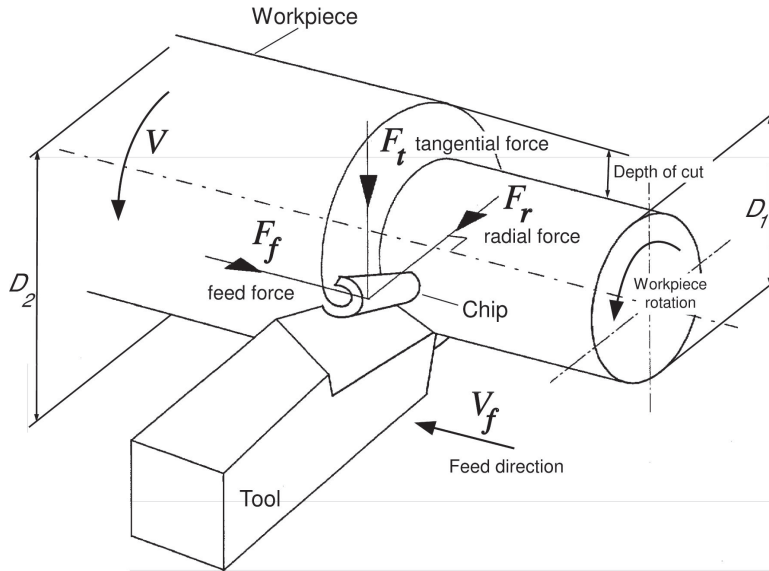 Workpiece
V
F_t tangential force
Depth of cut
F_r
radial force
D_1
F_f
feed force
D_2
Workpiece
rotation
Chip
V_f
Feed direction
Tool